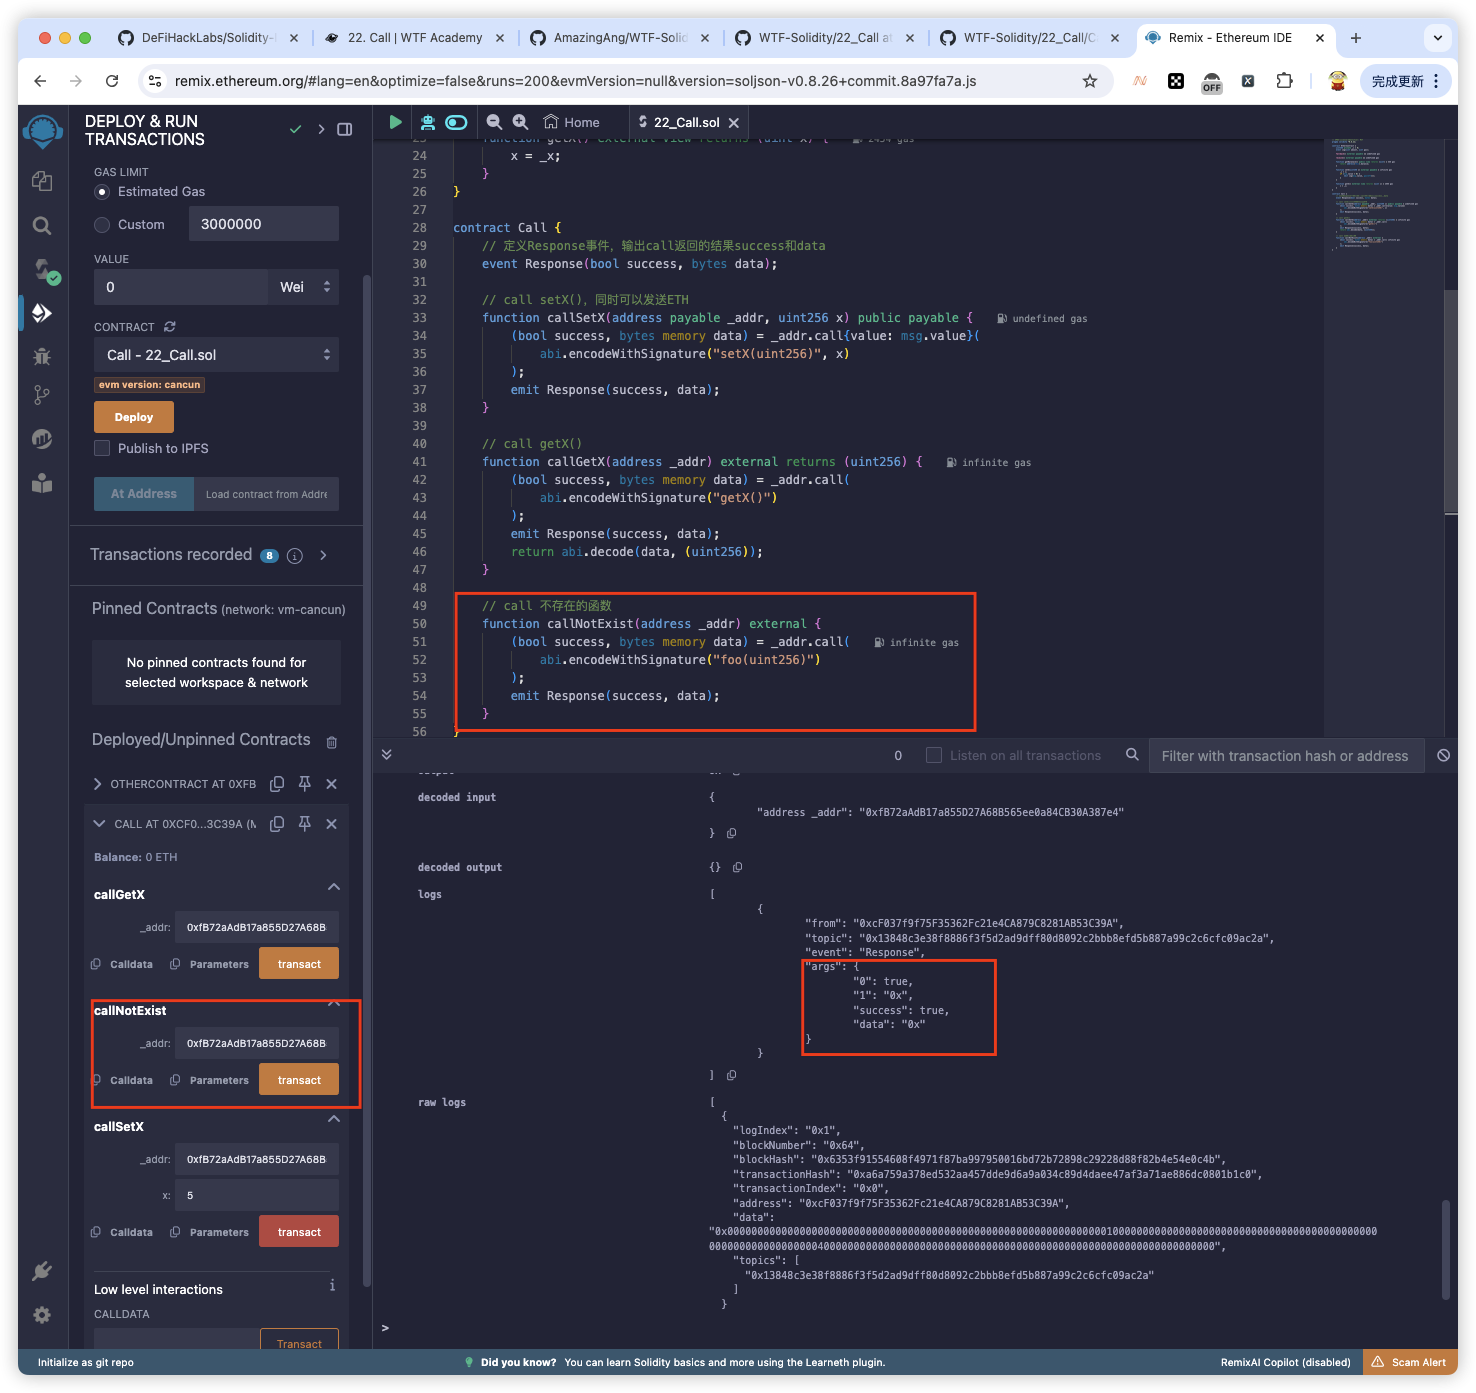 DeFiHackLabs/Solidity-
22. Call | WTF Academy
AmazingAng/WTF-Solid
WTF-Solidity/22_Call at
WTF-Solidity/22_Call/C
Remix - Ethereum IDE
remix.ethereum.org/#lang=en&optimize=false&runs=200&evmVersion=null&version=soljson-v0.8.26+commit.8a97fa7a.js
OFF
完成更新
DEPLOY & RUN
TRANSACTIONS
GAS LIMIT
Estimated Gas
Custom
3000000
VALUE
0
Wei
CONTRACT
Call - 22_Call.sol
evm version: cancun
Deploy
Publish to IPFS
At Address
Load contract from Addre
Transactions recorded 8 i
Pinned Contracts (network: vm-cancun)
No pinned contracts found for
selected workspace & network
Deployed/Unpinned Contracts
OTHERCONTRACT AT 0XFB
CALL AT 0XCF0...3C39A (M
Balance: 0 ETH
callGetX
_addr: 0xfB72aAdB17a855D27A68B
Calldata Parameters transact
callNotExist
_addr: 0xfB72aAdB17a855D27A68B
Calldata Parameters transact
callSetX
_addr: 0xfB72aAdB17a855D27A68B
x: 5
Calldata Parameters transact
Low level interactions i
CALLDATA
Transact
Home
22_Call.sol
23 function getX() external view returns (uint x) { 2454 gas
24 x = _x;
25 }
26 }
27
28 contract Call {
29 // 定义Response事件，输出call返回的结果success和data
30 event Response(bool success, bytes data);
31
32 // call setX()，同时可以发送ETH
33 function callSetX(address payable _addr, uint256 x) public payable { undefined gas
34 (bool success, bytes memory data) = _addr.call{value: msg.value}(
35 abi.encodeWithSignature("setX(uint256)", x)
36 );
37 emit Response(success, data);
38 }
39
40 // call getX()
41 function callGetX(address _addr) external returns (uint256) { infinite gas
42 (bool success, bytes memory data) = _addr.call(
43 abi.encodeWithSignature("getX()")
44 );
45 emit Response(success, data);
46 return abi.decode(data, (uint256));
47 }
48
49 // call 不存在的函数
50 function callNotExist(address _addr) external {
51 (bool success, bytes memory data) = _addr.call( infinite gas
52 abi.encodeWithSignature("foo(uint256)")
53 );
54 emit Response(success, data);
55 }
56 }
0
Listen on all transactions
Filter with transaction hash or address
decoded input {
"address _addr": "0xfB72aAdB17a855D27A68B565ee0a84CB30A387e4"
}
decoded output {}
logs [
{
"from": "0xcF037f9f75F35362Fc21e4CA879C8281AB53C39A",
"topic": "0x13848c3e38f8886f3f5d2ad9dff80d8092c2bbb8efd5b887a99c2c6cfc09ac2a",
"event": "Response",
"args": {
"0": true,
"1": "0x",
"success": true,
"data": "0x"
}
}
]
raw logs [
{
"logIndex": "0x1",
"blockNumber": "0x64",
"blockHash": "0x6353f91554608f4971f87ba997950016bd72b72898c29228d88f82b4e54e0c4b",
"transactionHash": "0xa6a759a378ed532aa457dde9d6a9a034c89d4daee47af3a71ae886dc0801b1c0",
"transactionIndex": "0x0",
"address": "0xcF037f9f75F35362Fc21e4CA879C8281AB53C39A",
"data":
"topics": [
"0x13848c3e38f8886f3f5d2ad9dff80d8092c2bbb8efd5b887a99c2c6cfc09ac2a"
]
}
>
Initialize as git repo
Did you know? You can learn Solidity basics and more using the Learneth plugin.
RemixAI Copilot (disabled)
Scam Alert